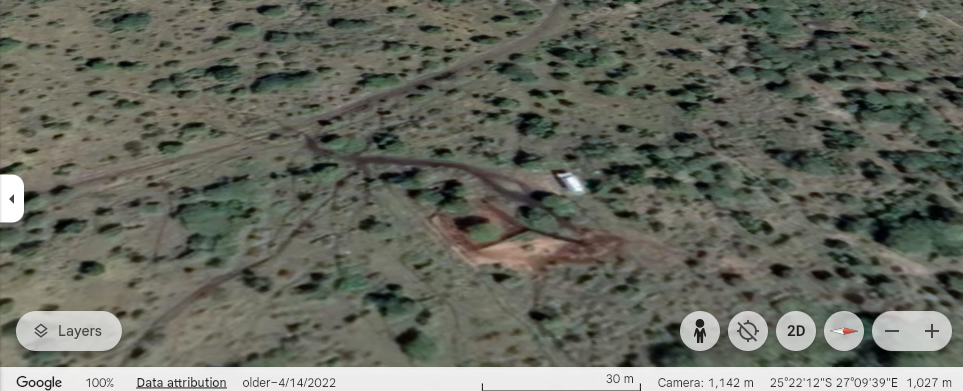 Layers
2D
Google 100% Data attribution older–4/14/2022 30 m Camera: 1,142 m 25°22'12"S 27°09'39"E 1,027 m